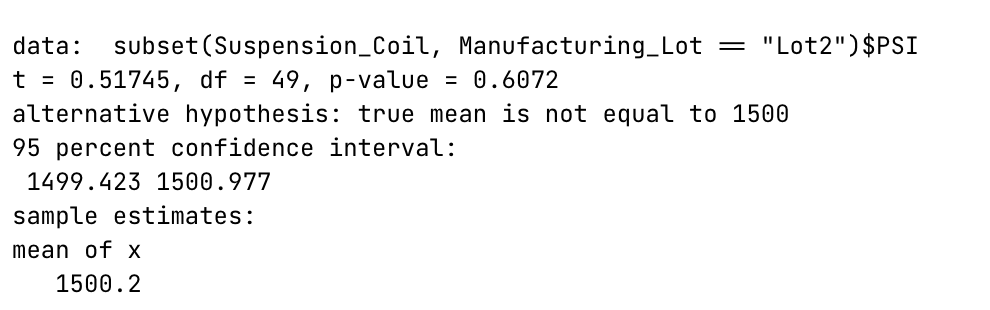 data:  subset(Suspension_Coil, Manufacturing_Lot == "Lot2")$PSI
t = 0.51745, df = 49, p-value = 0.6072
alternative hypothesis: true mean is not equal to 1500
95 percent confidence interval:
 1499.423 1500.977
sample estimates:
mean of x
   1500.2